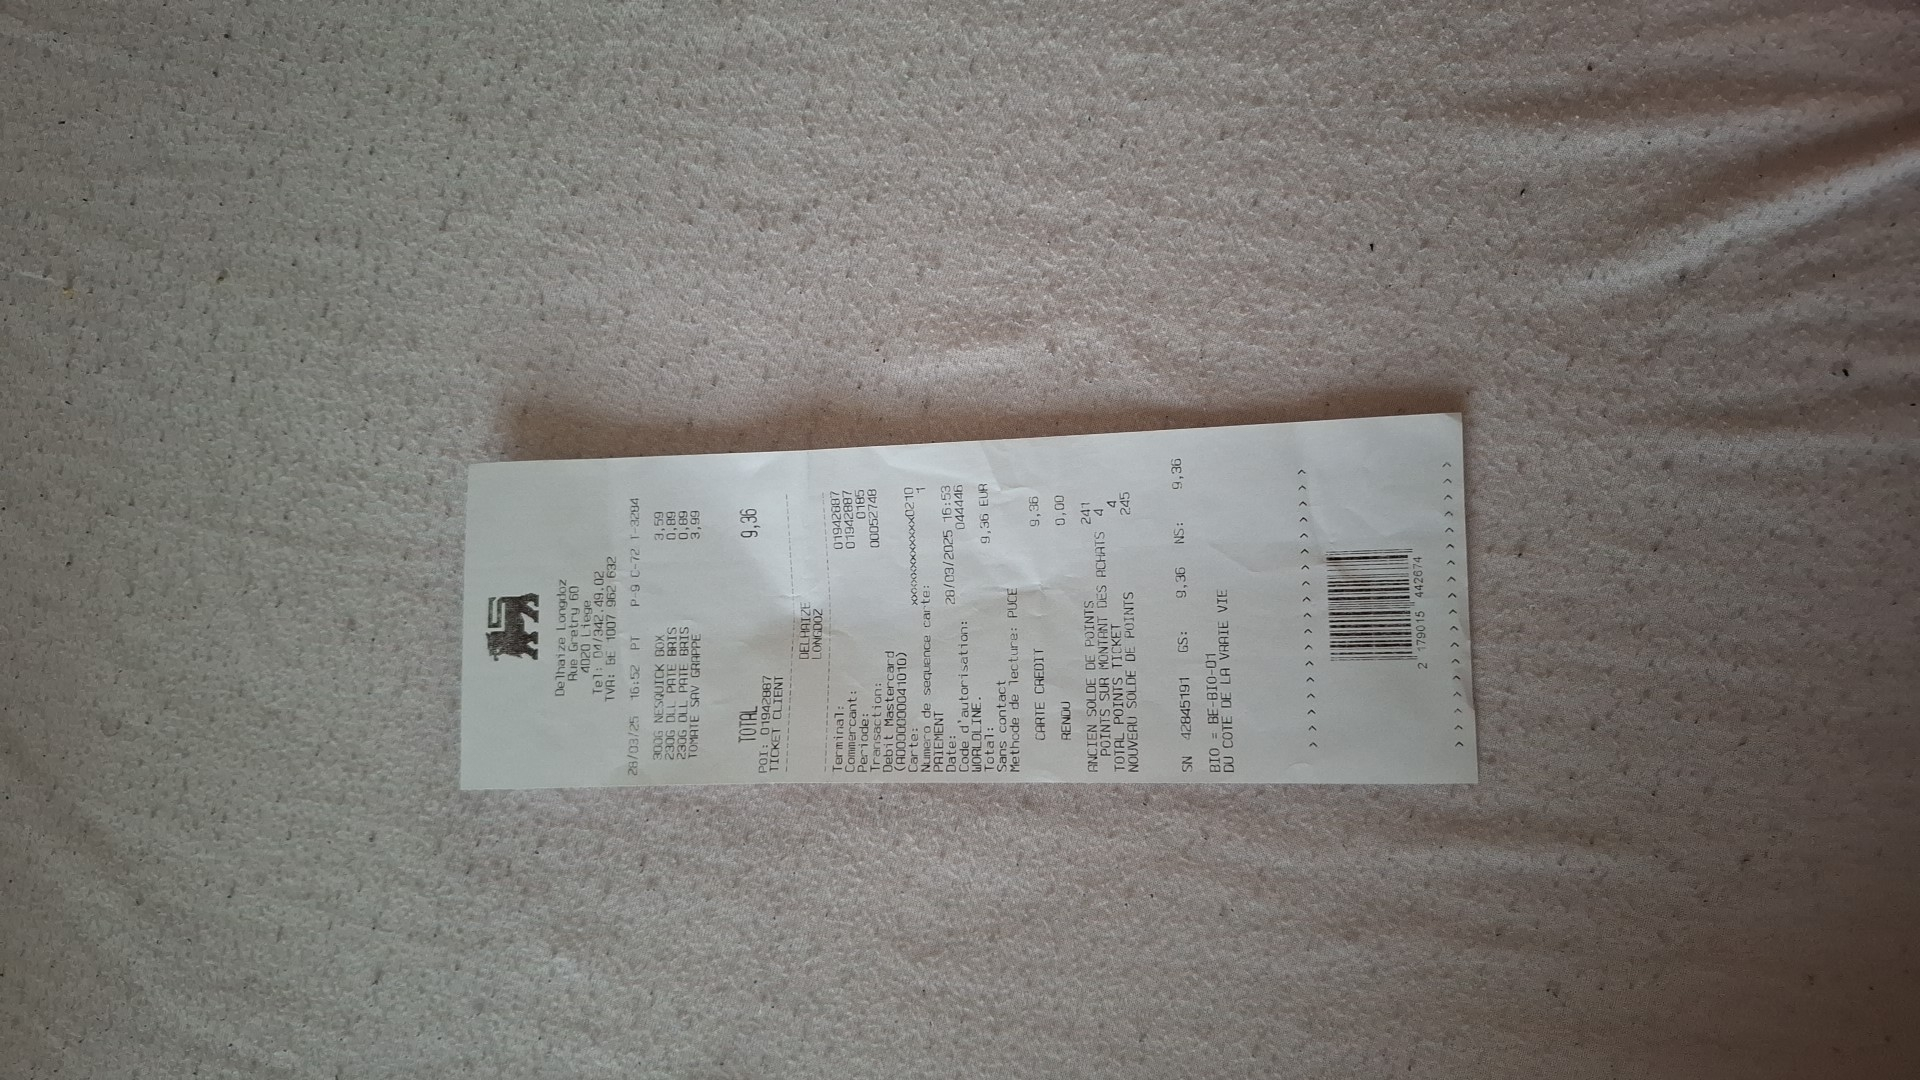 Delhaize Longdoz
Rue Gretry 60
4020 Liege
Tel: 04/342.49.02
TVA: BE 1007 962 632
28/03/25 16:52 PT P-9 C-72 T-3284
300G NESQUICK BOX 3,59
230G DLL PATE BRIS 0,89
230G DLL PATE BRIS 0,89
TOMATE SAV GRAPPE 3,99
TOTAL 9,36
POI: 01942887
TICKET CLIENT
DELHAIZE
LONGDOZ
Terminal: 01942887
Commercant: 01942887
Periode: 0185
Transaction: 00052748
Debit Mastercard
(A0000000041010)
Carte: xxxxxxxxxxxx0210
Numero de sequence carte: 1
PAIEMENT
Date: 28/03/2025 16:53
Code d'autorisation: 044446
WORLDLINE.
Total: 9,36 EUR
Sans contact
Methode de lecture: PUCE
CARTE CREDIT 9,36
RENDU 0,00
ANCIEN SOLDE DE POINTS 241
POINTS SUR MONTANT DES ACHATS 4
TOTAL POINTS TICKET 4
NOUVEAU SOLDE DE POINTS 245
SN 42845191 GS: 9,36 NS: 9,36
BIO = BE-BIO-01
DU COTE DE LA VRAIE VIE
2 179015 442674